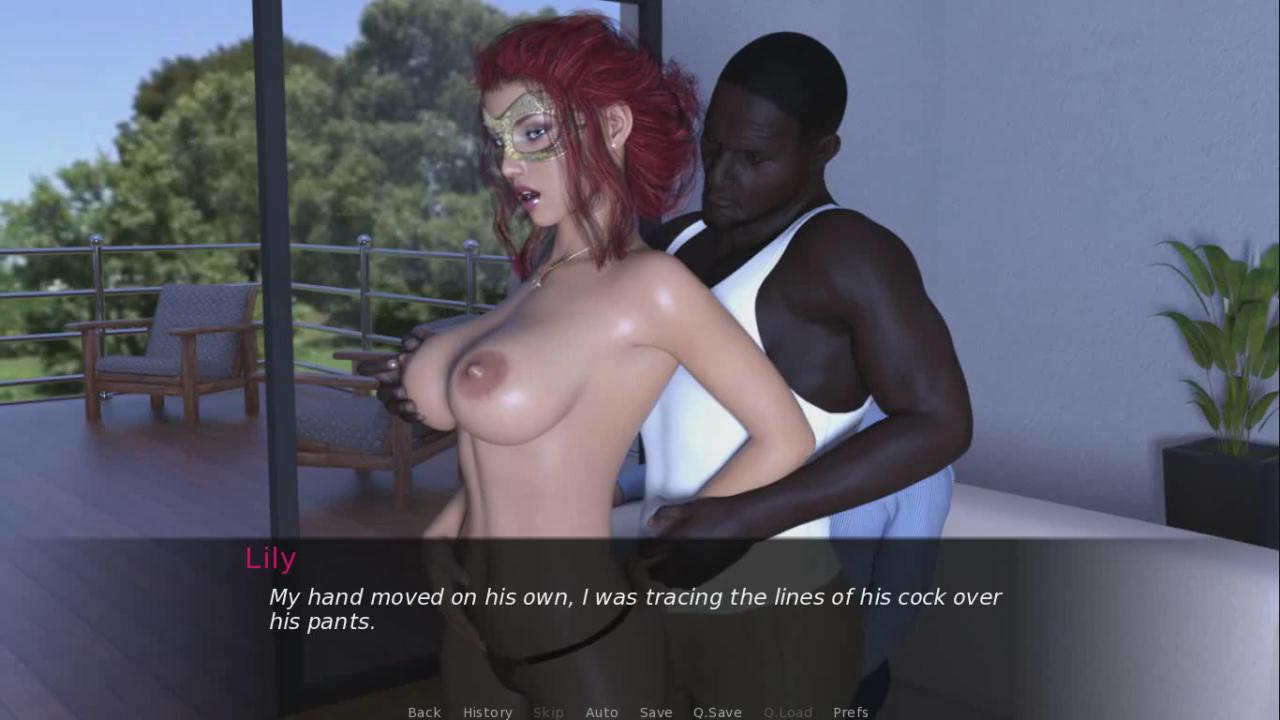 Lily
My hand moved on his own, I was tracing the lines of his cock over
his pants.
Back History Skip Auto Save Q.Save Q.Load Prefs